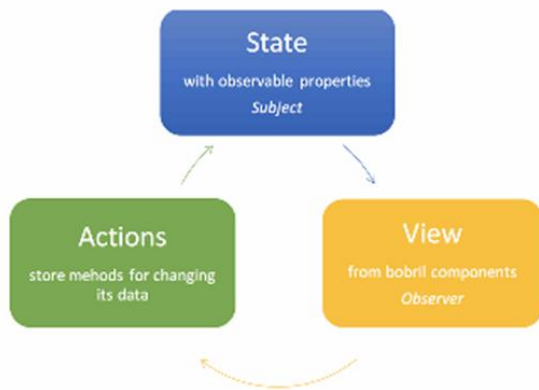 State
with observable properties
Subject
Actions
store mehods for changing
its data
View
from bobril components
Observer